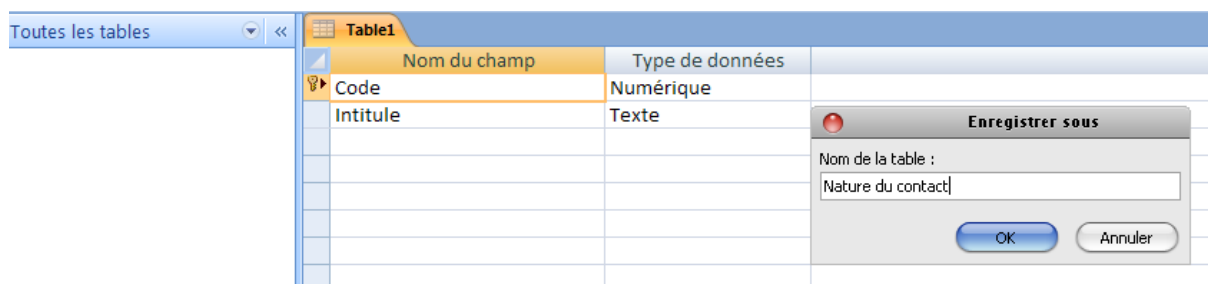 Toutes les tables «
Table1
Nom du champ Type de données
Code Numérique
Intitule Texte
Enregistrer sous
Nom de la table :
Nature du contact
OK Annuler